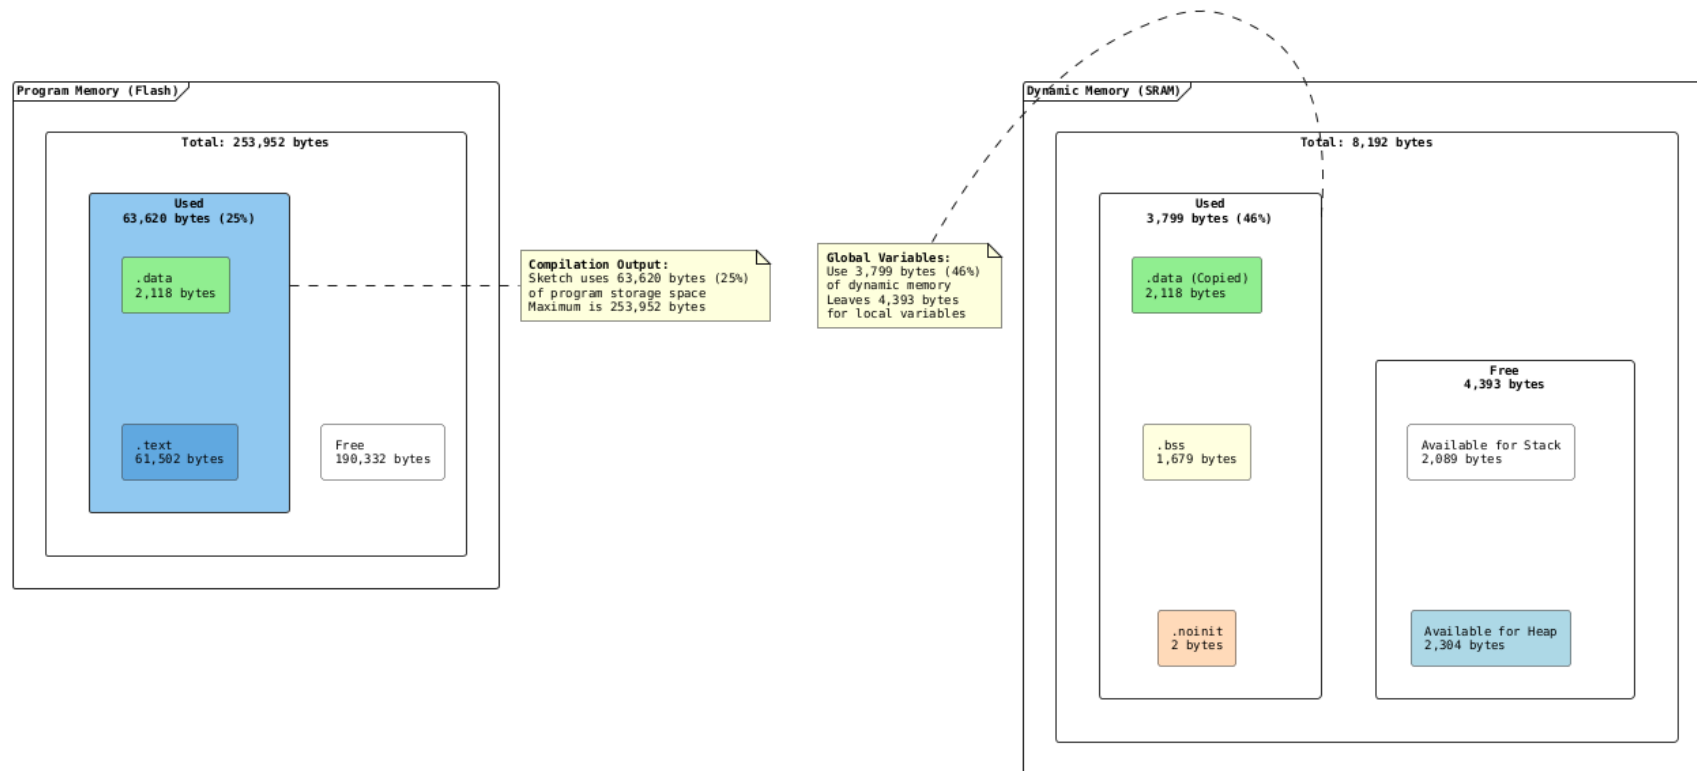 Program Memory (Flash)
Total: 253,952 bytes
Used
63,620 bytes (25%)
.data
2,118 bytes
.text
61,502 bytes
Free
190,332 bytes
Compilation Output:
Sketch uses 63,620 bytes (25%)
of program storage space
Maximum is 253,952 bytes
Global Variables:
Use 3,799 bytes (46%)
of dynamic memory
Leaves 4,393 bytes
for local variables
Dynamic Memory (SRAM)
Total: 8,192 bytes
Used
3,799 bytes (46%)
.data (Copied)
2,118 bytes
.bss
1,679 bytes
.noinit
2 bytes
Free
4,393 bytes
Available for Stack
2,089 bytes
Available for Heap
2,304 bytes